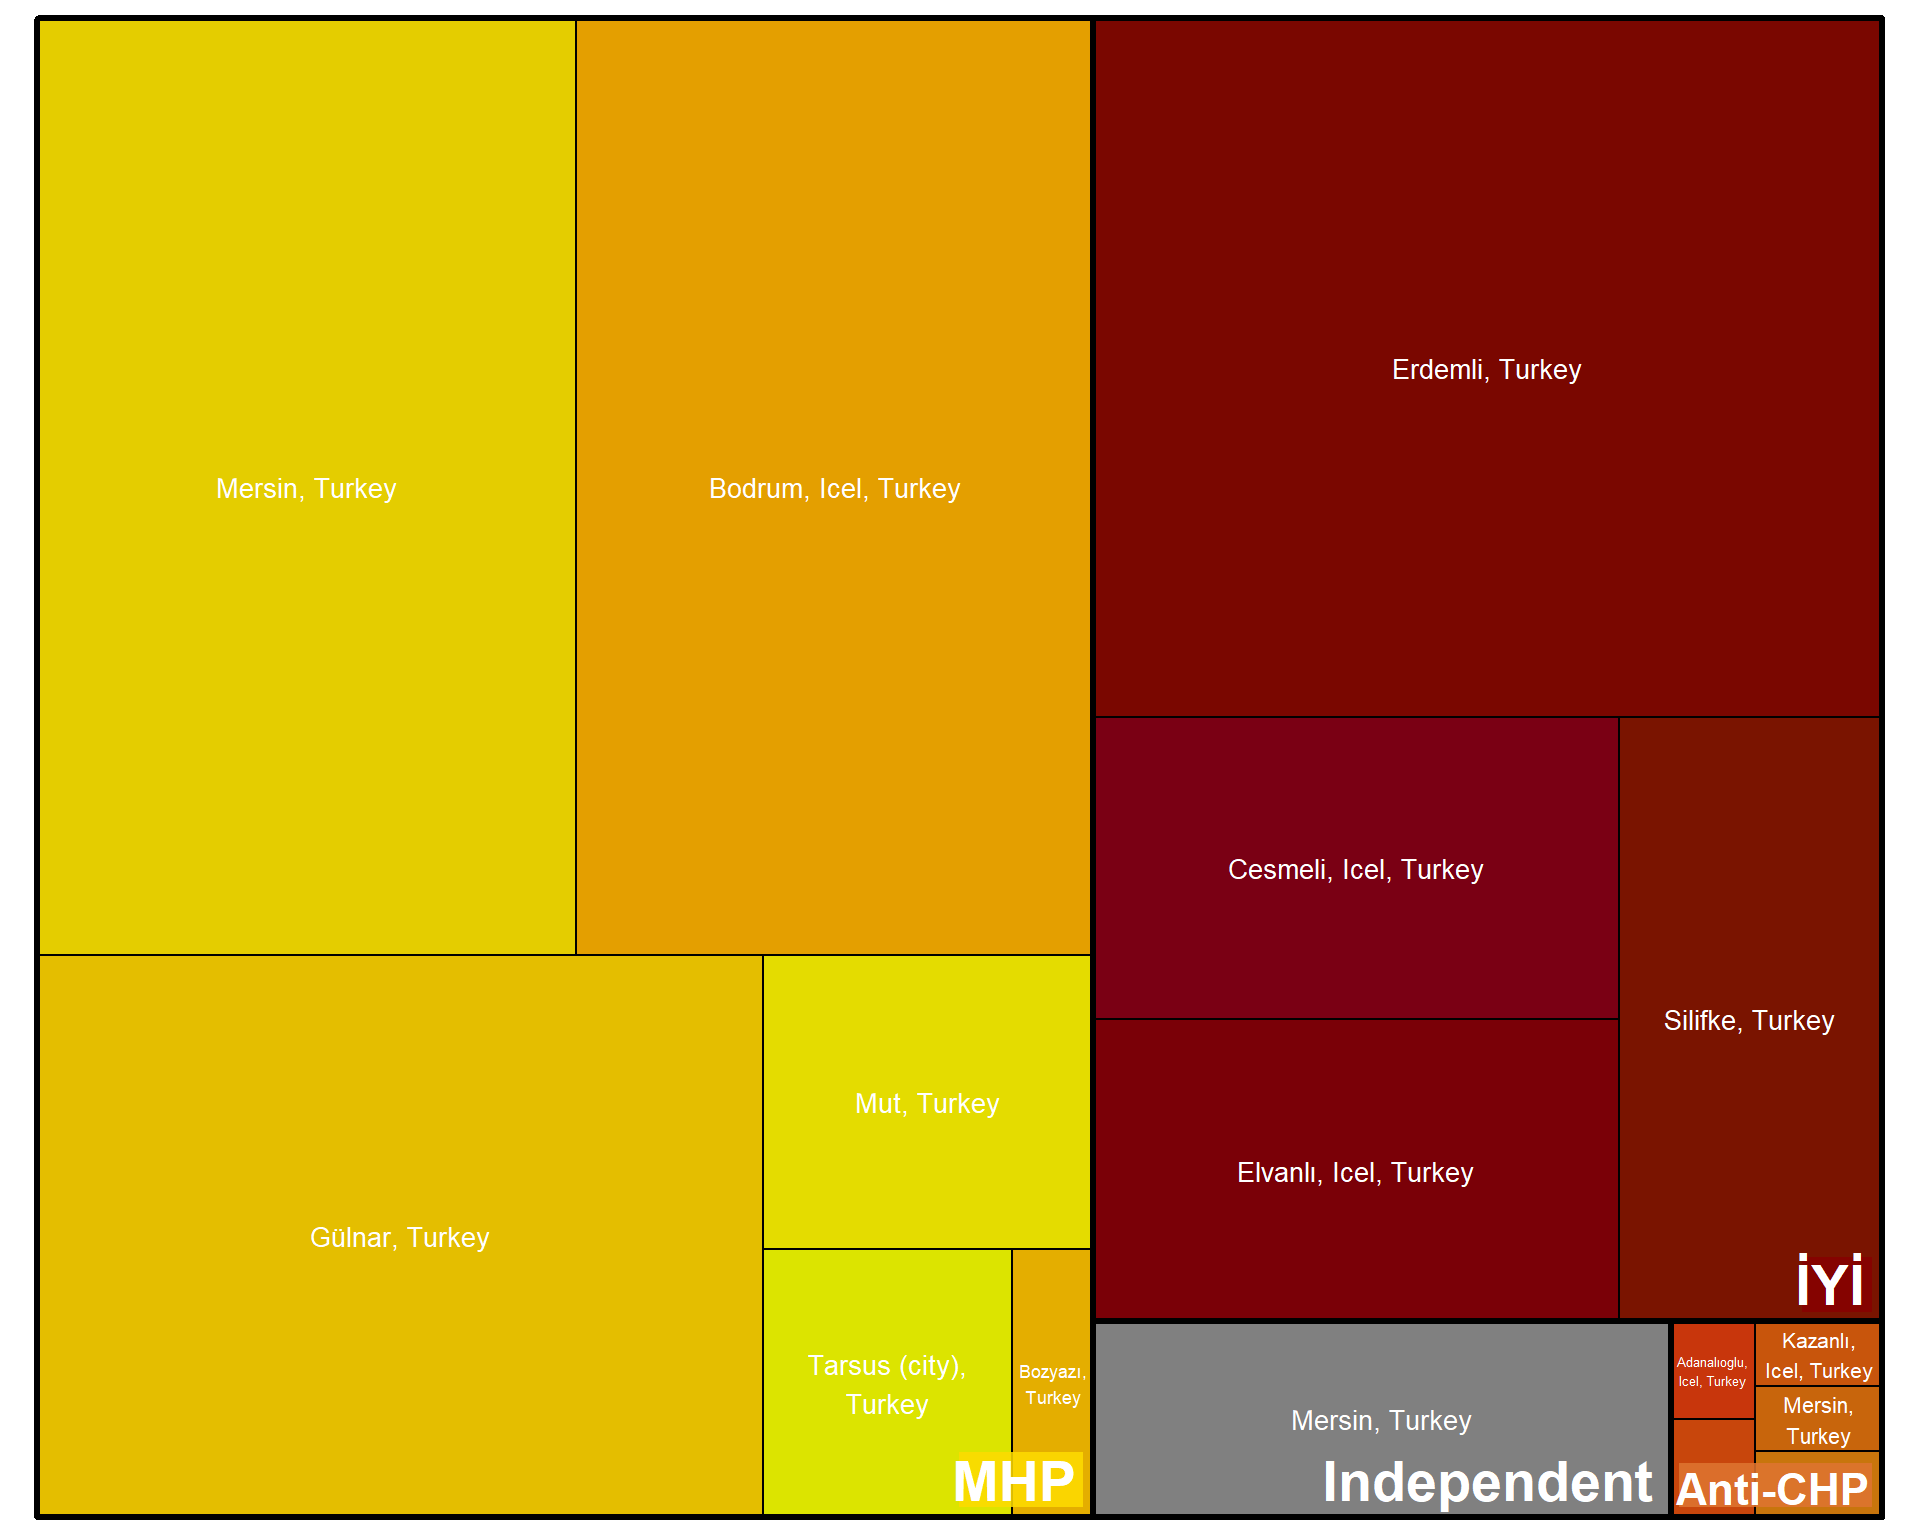 Mersin, Turkey
Bodrum, Icel, Turkey
Gülnar, Turkey
Mut, Turkey
Tarsus (city),
Turkey
Bozyazı,
Turkey
MHP
Erdemli, Turkey
Cesmeli, Icel, Turkey
Elvanlı, Icel, Turkey
Silifke, Turkey
İYİ
Mersin, Turkey
Independent
Adanalıoglu,
Icel, Turkey
Kazanlı,
Icel, Turkey
Mersin,
Turkey
Anti-CHP